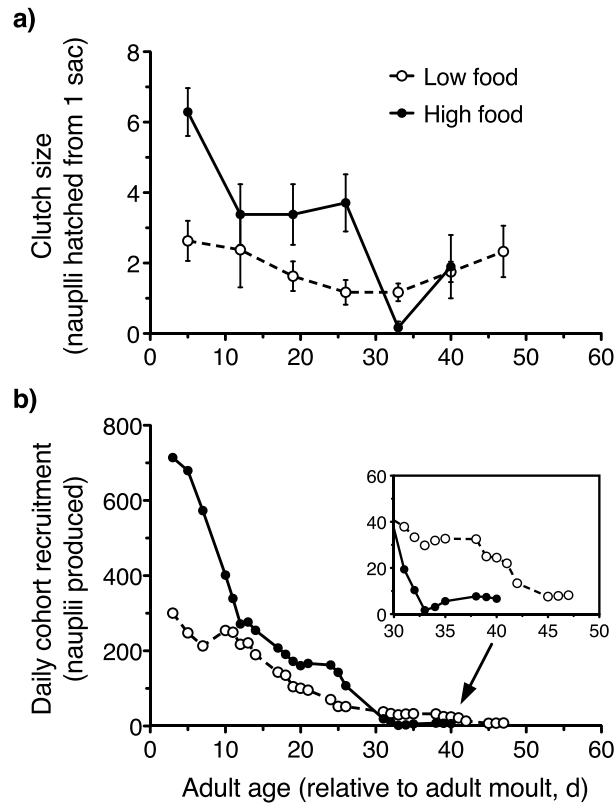 a)
Clutch size
(nauplli hatched from 1 sac)
8
6
4
2
0
Low food
High food
0 10 20 30 40 50 60
b)
Daily cohort recruitment
(nauplii produced)
800
600
400
200
0
60
40
20
0
30 35 40 45 50
0 10 20 30 40 50 60
Adult age (relative to adult moult, d)